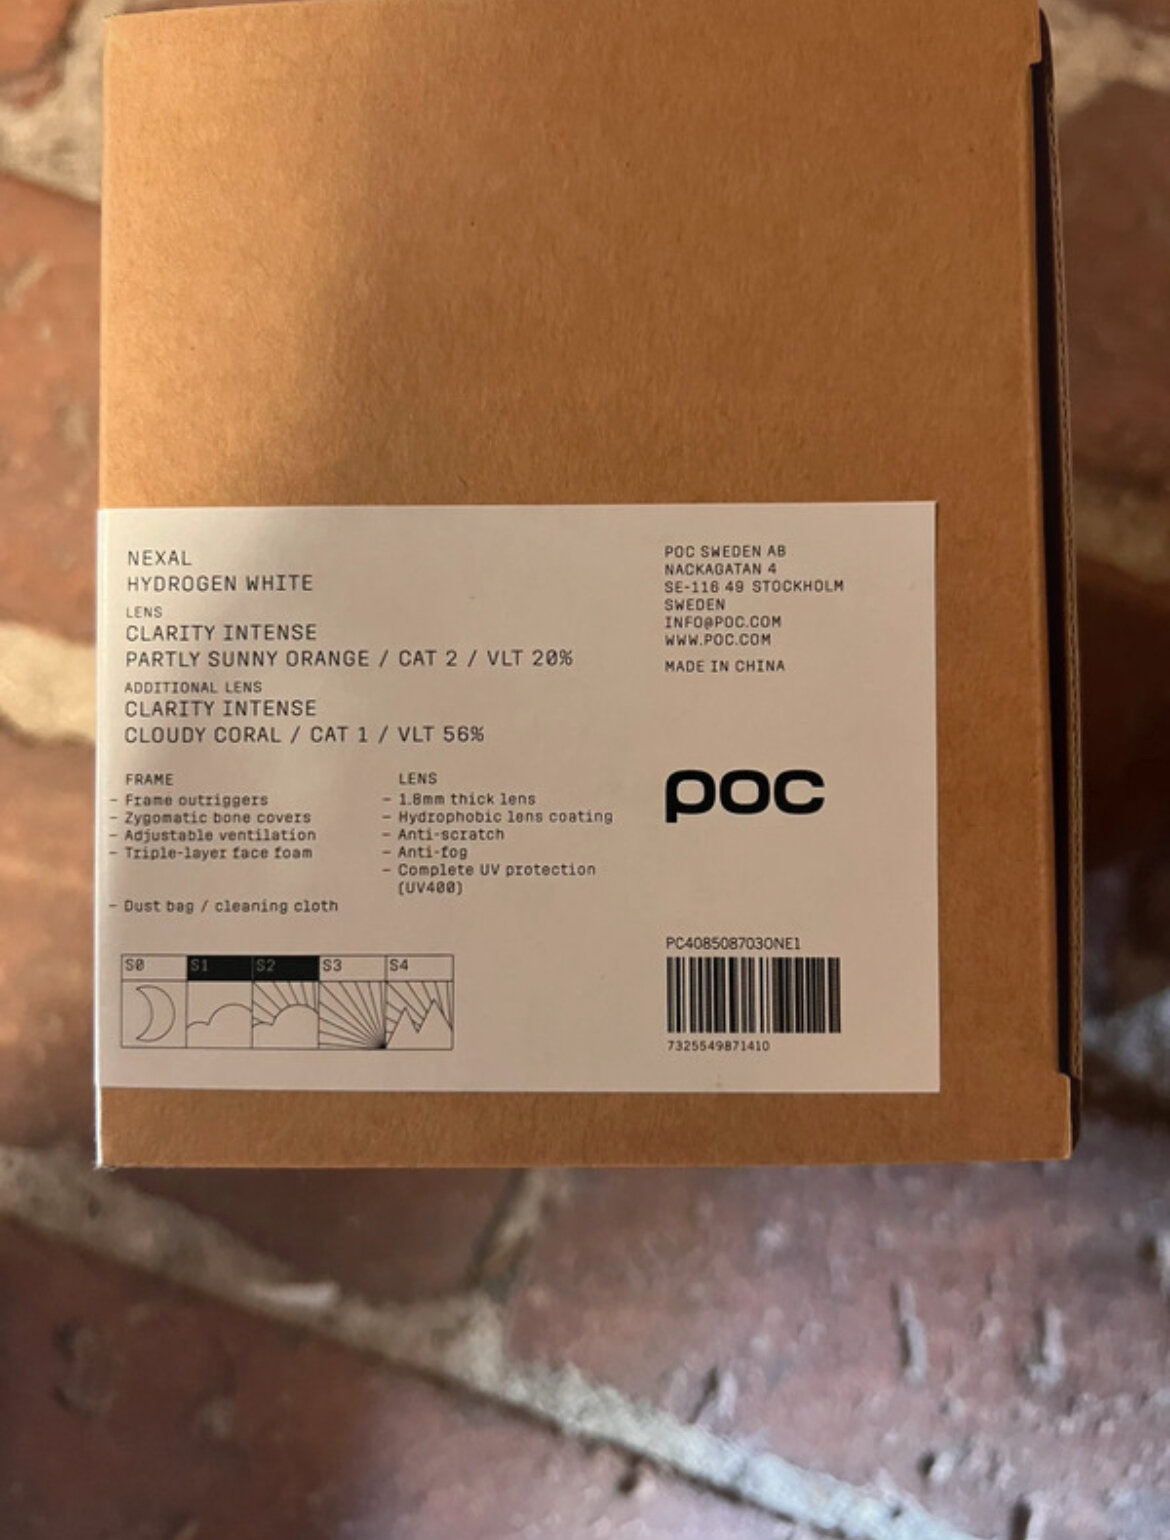 NEXAL
HYDROGEN WHITE
LENS
CLARITY INTENSE
PARTLY SUNNY ORANGE / CAT 2 / VLT 20%
ADDITIONAL LENS
CLARITY INTENSE
CLOUDY CORAL / CAT 1 / VLT 56%
FRAME
- Frame outriggers
- Zygomatic bone covers
- Adjustable ventilation
- Triple-layer face foam
- Dust bag / cleaning cloth
LENS
- 1.8mm thick lens
- Hydrophobic lens coating
- Anti-scratch
- Anti-fog
- Complete UV protection
(UV400)
S0 S1 S2 S3 S4
POC SWEDEN AB
NACKAGATAN 4
SE-116 49 STOCKHOLM
SWEDEN
INFO@POC.COM
WWW.POC.COM
MADE IN CHINA
POC
PC408508703ONE1
7325549871410